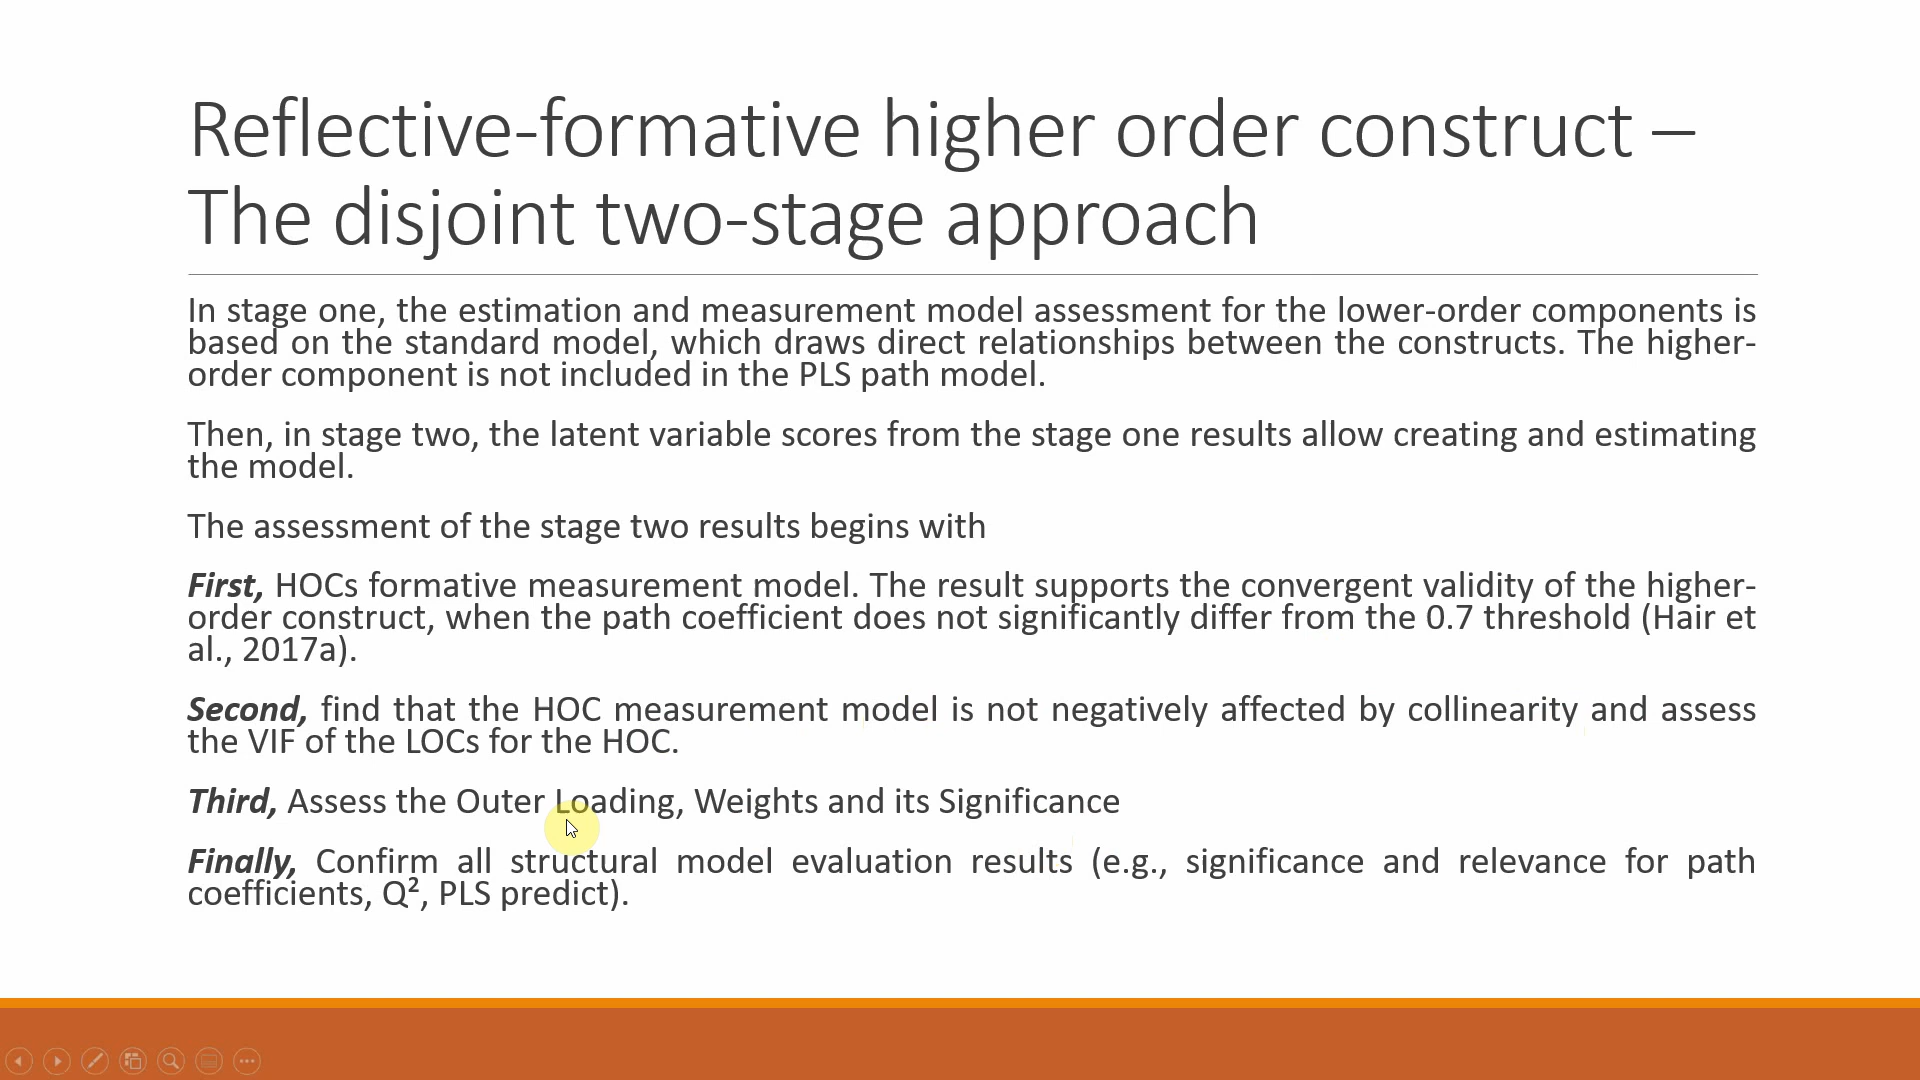 Reflective-formative higher order construct –
The disjoint two-stage approach
In stage one, the estimation and measurement model assessment for the lower-order components is
based on the standard model, which draws direct relationships between the constructs. The higher-
order component is not included in the PLS path model.
Then, in stage two, the latent variable scores from the stage one results allow creating and estimating
the model.
The assessment of the stage two results begins with
First, HOCs formative measurement model. The result supports the convergent validity of the higher-
order construct, when the path coefficient does not significantly differ from the 0.7 threshold (Hair et
al., 2017a).
Second, find that the HOC measurement model is not negatively affected by collinearity and assess
the VIF of the LOCs for the HOC.
Third, Assess the Outer Loading, Weights and its Significance
Finally, Confirm all structural model evaluation results (e.g., significance and relevance for path
coefficients, Q², PLS predict).